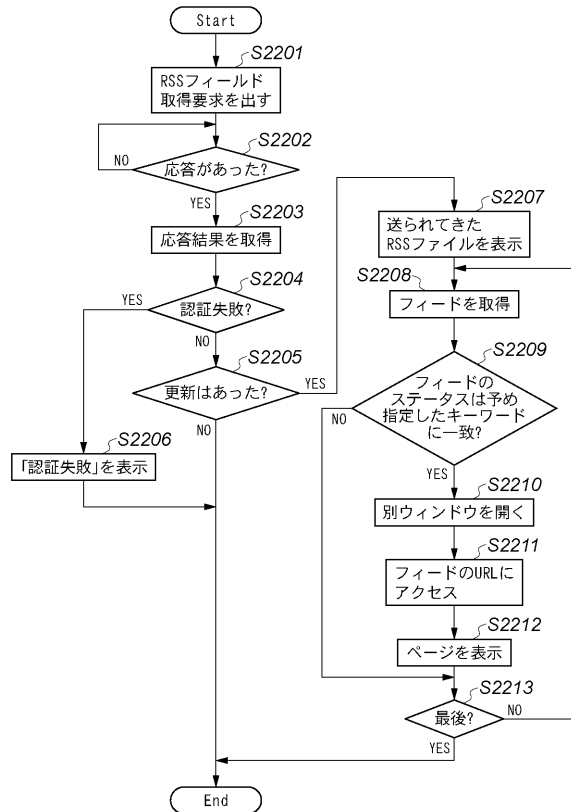 Start
S2201
RSSフィールド
取得要求を出す
S2202
応答があった?
NO
YES
S2203
応答結果を取得
S2204
認証失敗?
YES
NO
S2205
更新はあった?
YES
NO
S2206
「認証失敗」を表示
S2207
送られてきた
RSSファイルを表示
S2208
フィードを取得
S2209
フィードの
ステータスは予め
指定したキーワード
に一致?
NO
YES
S2210
別ウィンドウを開く
S2211
フィードのURLに
アクセス
S2212
ページを表示
S2213
最後?
NO
YES
End